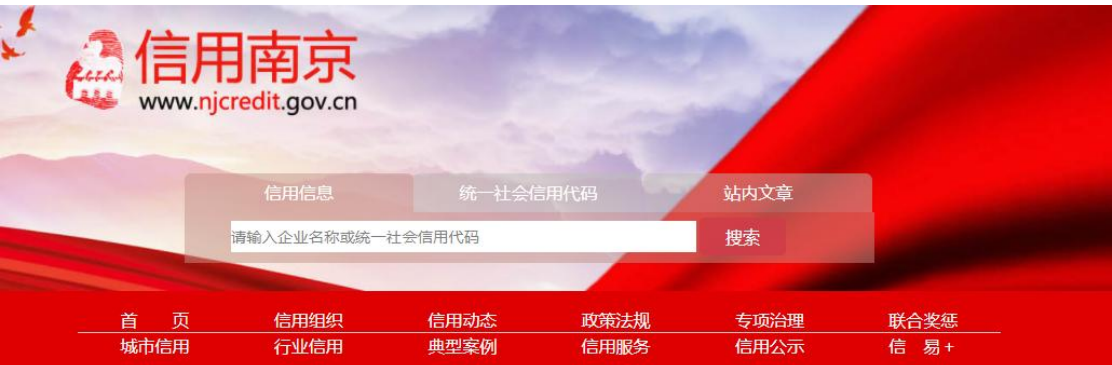 信用南京
www.njcredit.gov.cn
信用信息 统一社会信用代码 站内文章
请输入企业名称或统一社会信用代码 搜索
首 页 信用组织 信用动态 政策法规 专项治理 联合奖惩
城市信用 行业信用 典型案例 信用服务 信用公示 信 易+